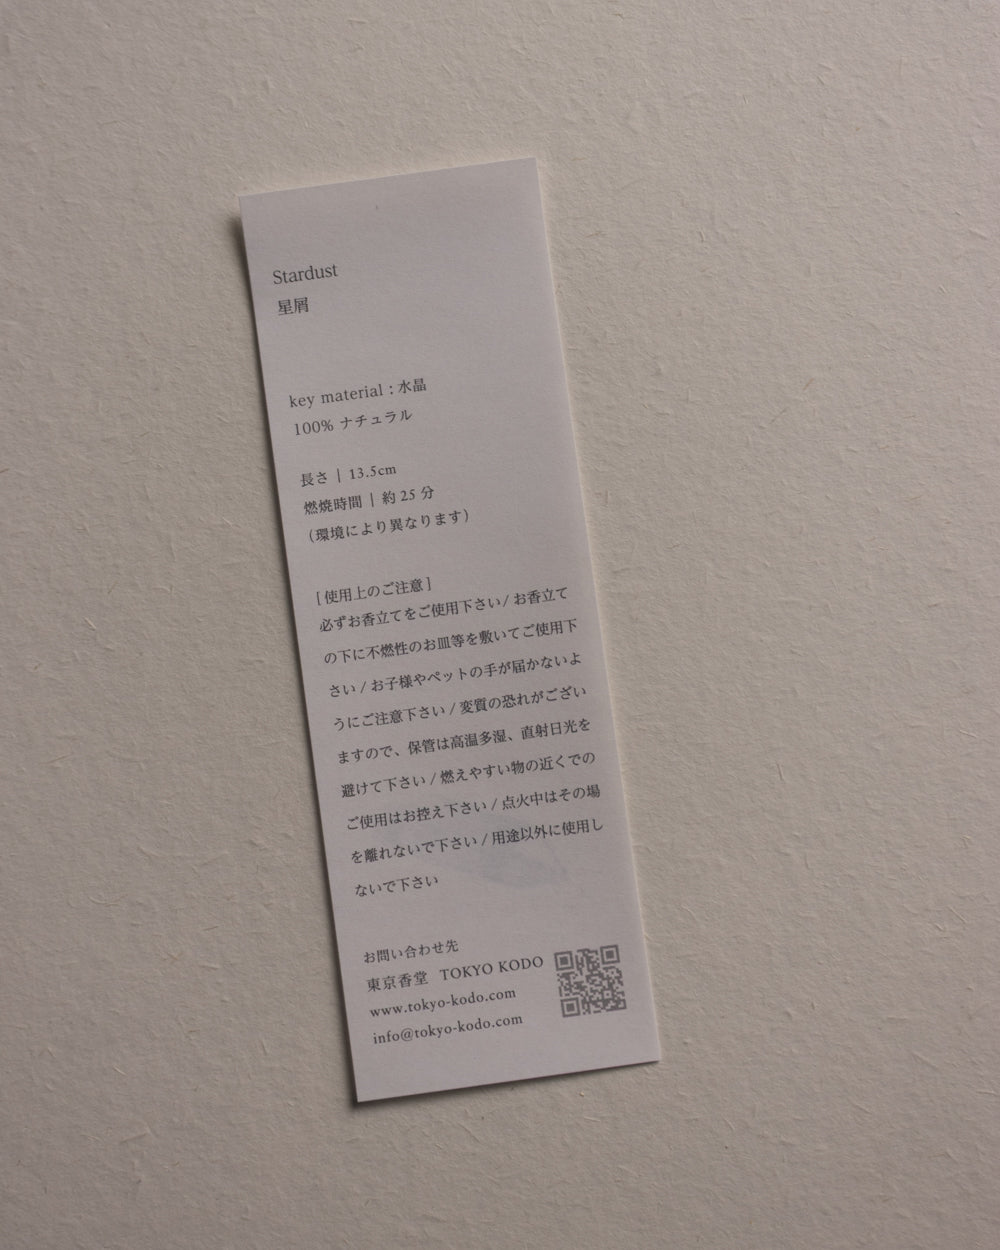 Stardust
星屑
key material : 水晶
100% ナチュラル
長さ | 13.5cm
燃焼時間 | 約 25 分
(環境により異なります)
[ 使用上のご注意 ]
必ずお香立てをご使用下さい / お香立て
の下に不燃性のお皿等を敷いてご使用下
さい / お子様やペットの手が届かないよ
うにご注意下さい / 変質の恐れがござい
ますので、保管は高温多湿、直射日光を
避けて下さい / 燃えやすい物の近くでの
ご使用はお控え下さい / 点火中はその場
を離れないで下さい / 用途以外に使用し
ないで下さい
お問い合わせ先
東京香堂 TOKYO KODO
www.tokyo-kodo.com
info@tokyo-kodo.com